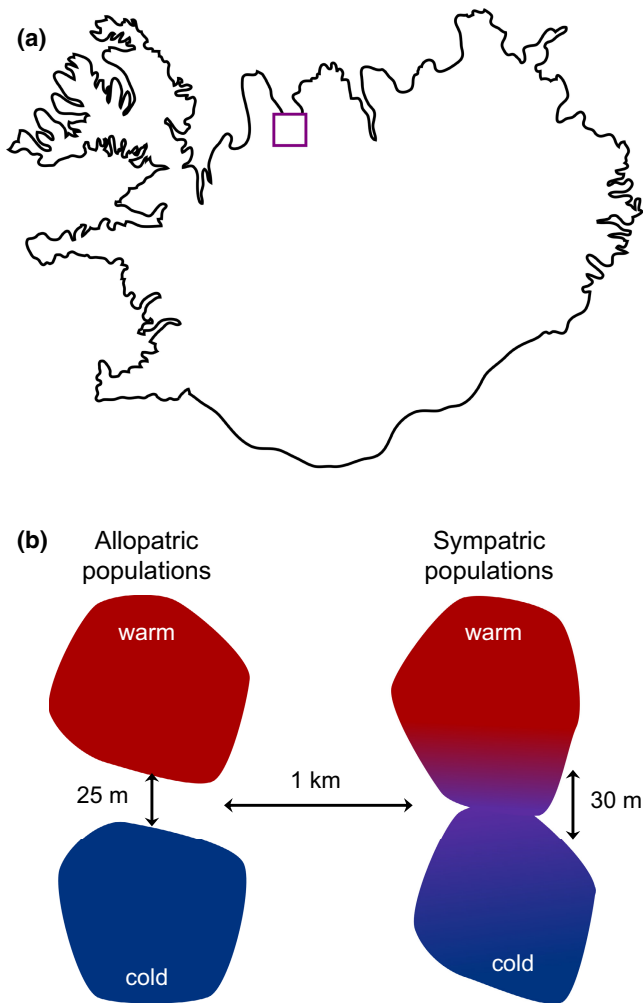 (a)
(b)
Allopatric
populations
Sympatric
populations
warm
warm
25 m
1 km
30 m
cold
cold